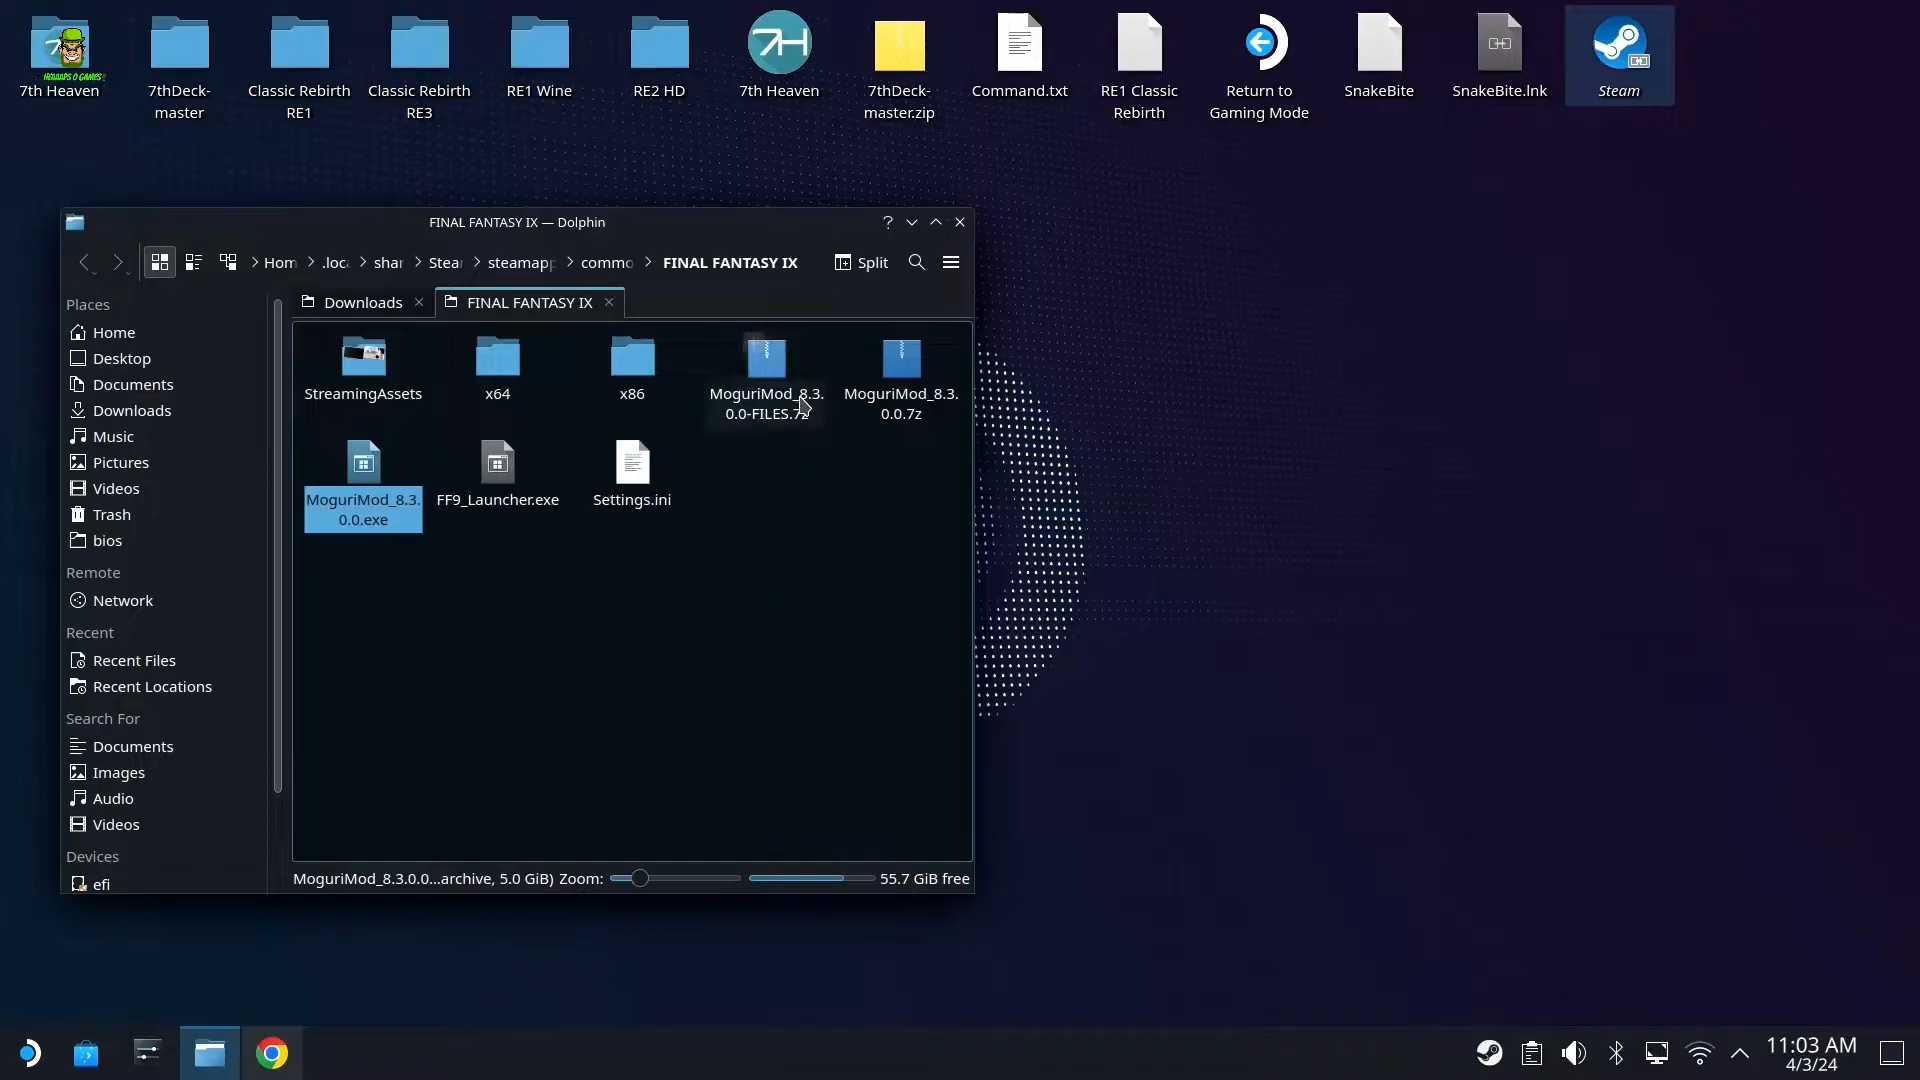 HEAAAPS O GAMES!
7th Heaven
7thDeck-
master
Classic Rebirth
RE1
Classic Rebirth
RE3
RE1 Wine
RE2 HD
7H
7th Heaven
7thDeck-
master.zip
Command.txt
RE1 Classic
Rebirth
Return to
Gaming Mode
SnakeBite
SnakeBite.lnk
Steam
FINAL FANTASY IX — Dolphin
Hom
.loca
shar
Stear
steamapp
commo
FINAL FANTASY IX
Split
Places
Home
Desktop
Documents
Downloads
Music
Pictures
Videos
Trash
bios
Remote
Network
Recent
Recent Files
Recent Locations
Search For
Documents
Images
Audio
Videos
Devices
efi
Downloads
FINAL FANTASY IX
StreamingAssets
x64
x86
MoguriMod_8.3.
0.0-FILES.7z
MoguriMod_8.3.
0.0.7z
MoguriMod_8.3.
0.0.exe
FF9_Launcher.exe
Settings.ini
MoguriMod_8.3.0.0...archive, 5.0 GiB)
Zoom:
55.7 GiB free
11:03 AM
4/3/24